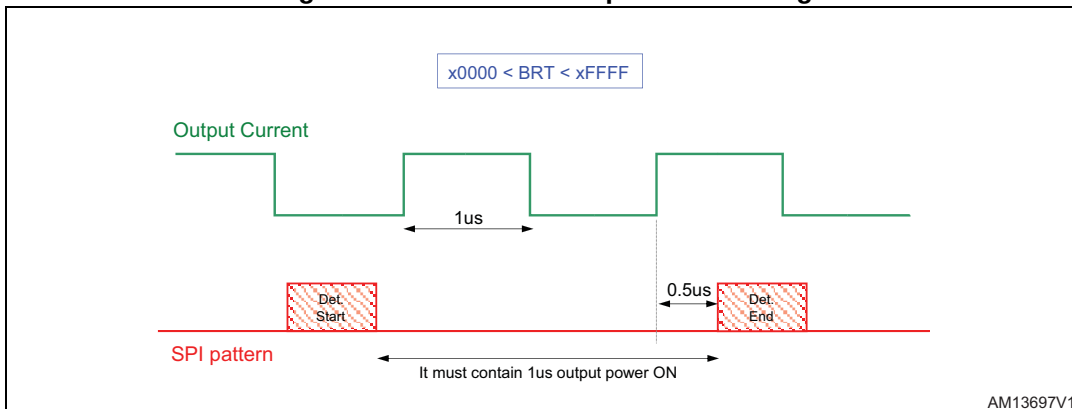 x0000 < BRT < xFFFF
Output Current
1us
0.5us
Det.
Start
Det.
End
SPI pattern
It must contain 1us output power ON
AM13697V1